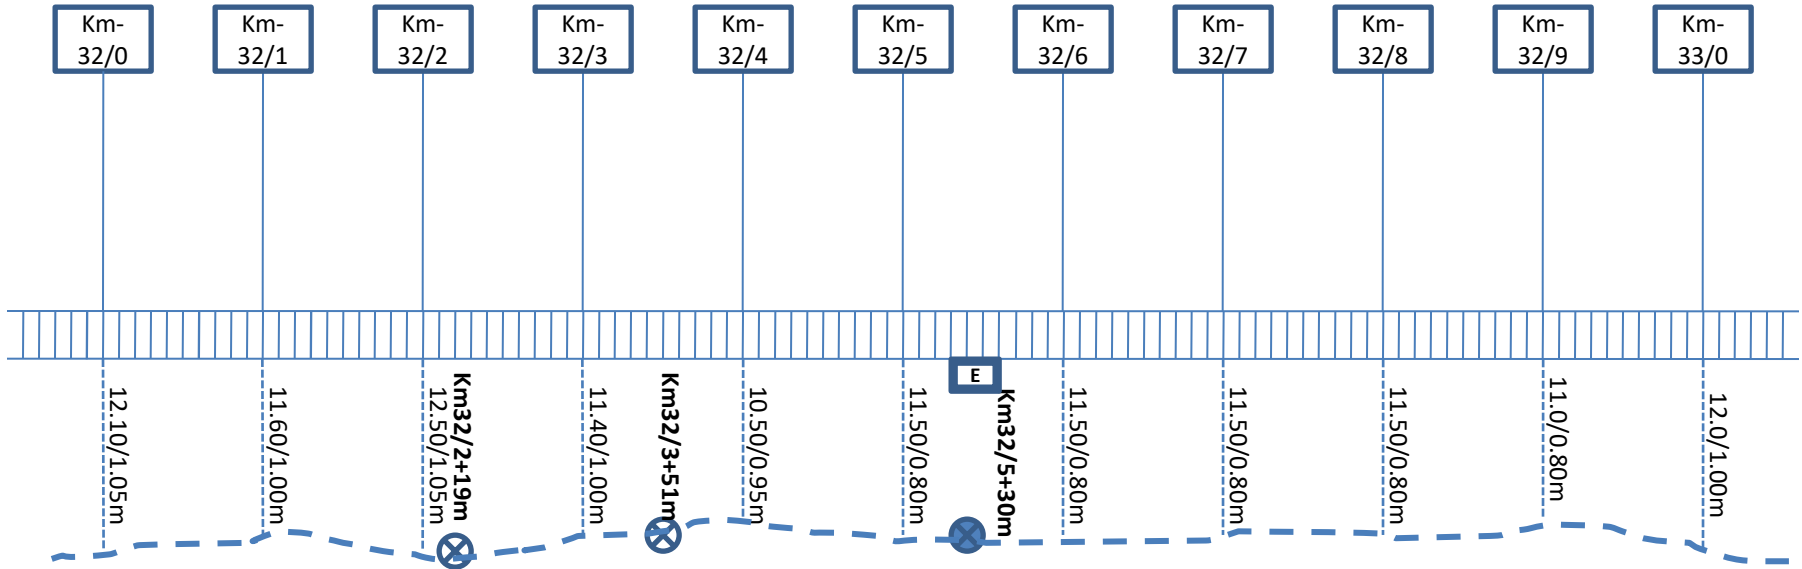 Km-
32/0
Km-
32/1
Km-
32/2
Km-
32/3
Km-
32/4
Km-
32/5
Km-
32/6
Km-
32/7
Km-
32/8
Km-
32/9
Km-
33/0
E
12.10/1.05m
11.60/1.00m
12.50/1.05m
Km32/2+19m
11.40/1.00m
Km32/3+51m
10.50/0.95m
11.50/0.80m
Km32/5+30m
11.50/0.80m
11.50/0.80m
11.50/0.80m
11.0/0.80m
12.0/1.00m